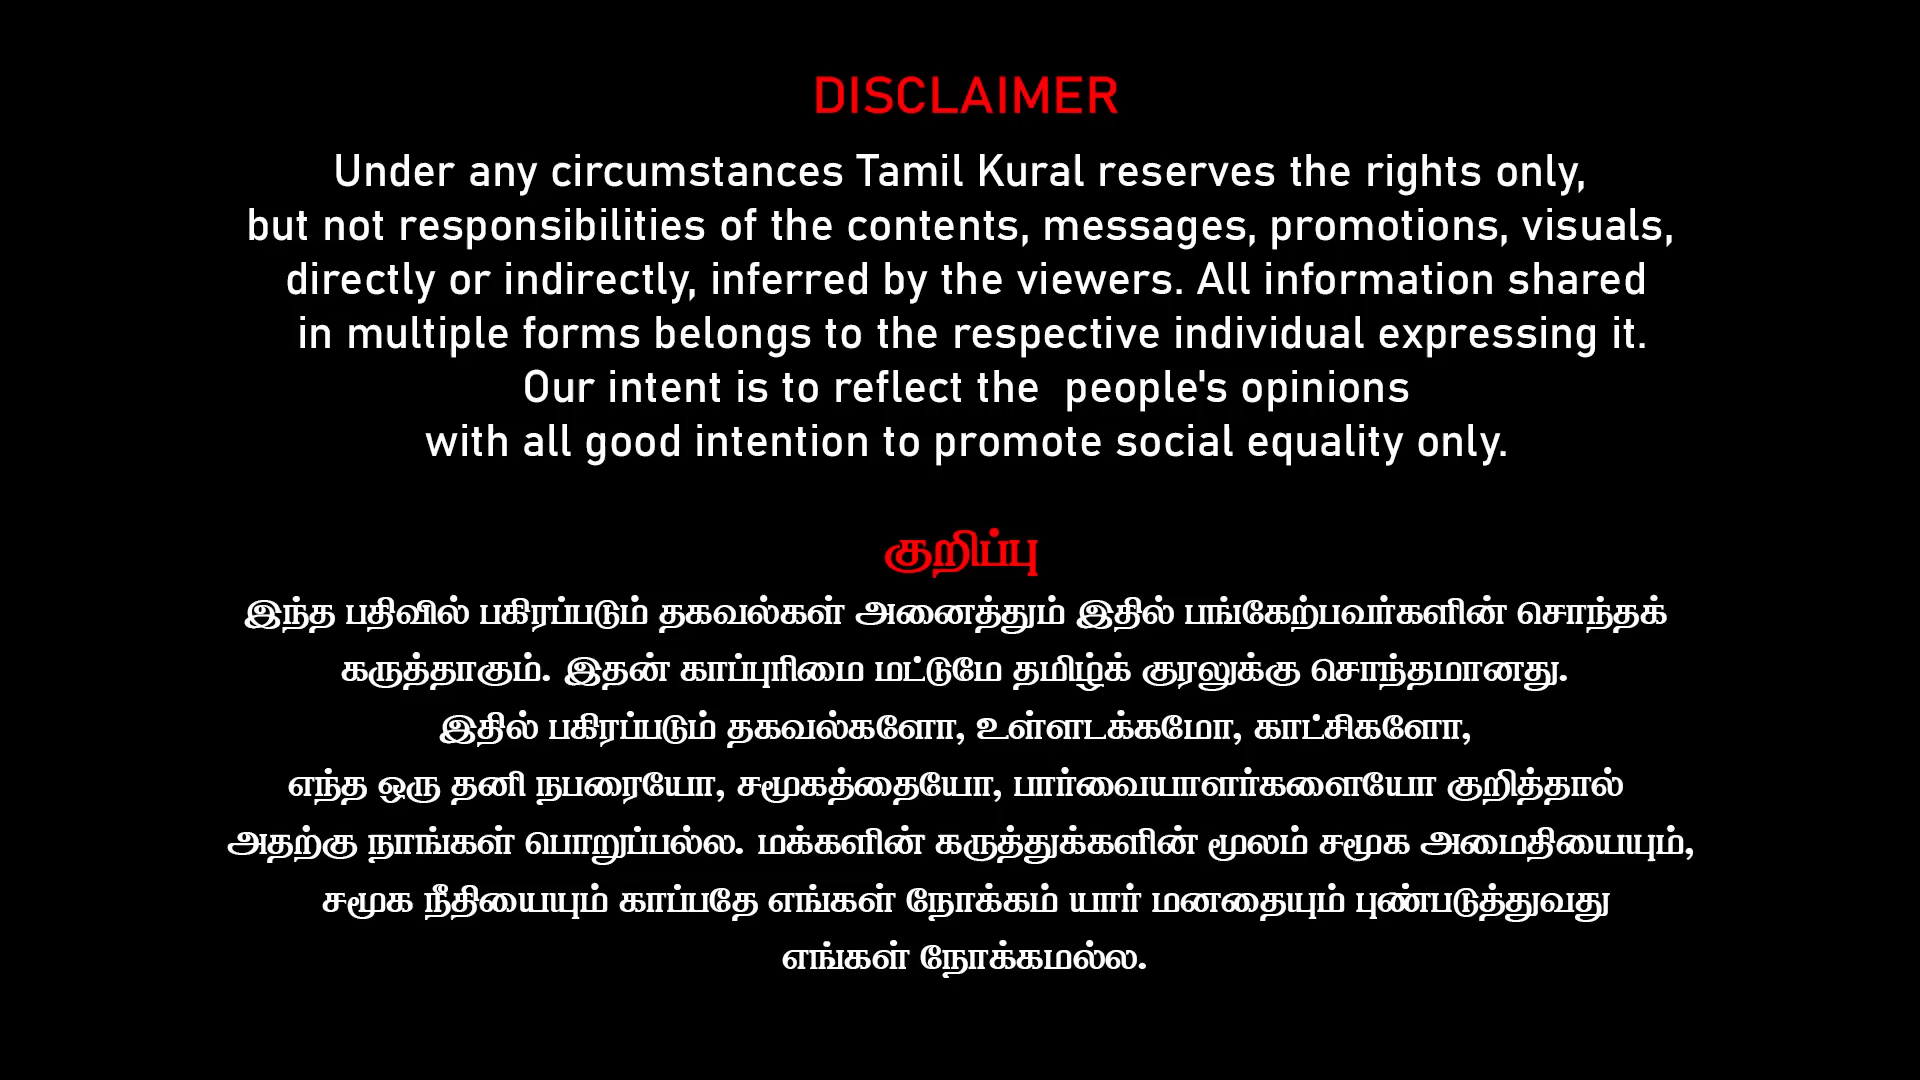 DISCLAIMER
Under any circumstances Tamil Kural reserves the rights only,
but not responsibilities of the contents, messages, promotions, visuals,
directly or indirectly, inferred by the viewers. All information shared
in multiple forms belongs to the respective individual expressing it.
Our intent is to reflect the  people's opinions
with all good intention to promote social equality only.
குறிப்பு
இந்த பதிவில் பகிரப்படும் தகவல்கள் அனைத்தும் இதில் பங்கேற்பவர்களின் சொந்தக்
கருத்தாகும். இதன் காப்புரிமை மட்டுமே தமிழ்க் குரலுக்கு சொந்தமானது.
இதில் பகிரப்படும் தகவல்களோ, உள்ளடக்கமோ, காட்சிகளோ,
எந்த ஒரு தனி நபரையோ, சமூகத்தையோ, பார்வையாளர்களையோ குறித்தால்
அதற்கு நாங்கள் பொறுப்பல்ல. மக்களின் கருத்துக்களின் மூலம் சமூக அமைதியையும்,
சமூக நீதியையும் காப்பதே எங்கள் நோக்கம் யார் மனதையும் புண்படுத்துவது
எங்கள் நோக்கமல்ல.